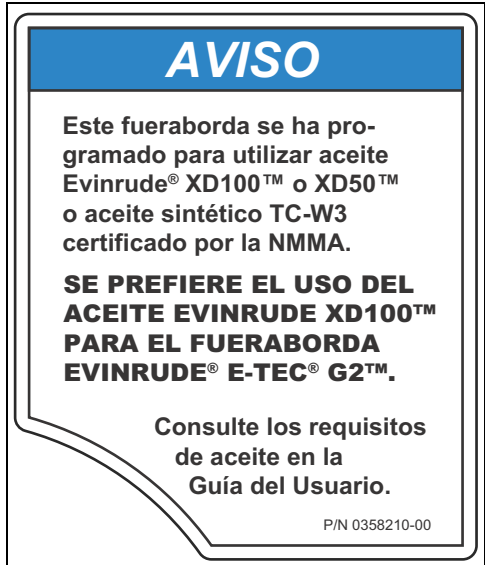 AVISO
Este fueraborda se ha pro-
gramado para utilizar aceite
Evinrude® XD100™ o XD50™
o aceite sintético TC-W3
certificado por la NMMA.
SE PREFIERE EL USO DEL
ACEITE EVINRUDE XD100™
PARA EL FUERABORDA
EVINRUDE® E-TEC® G2™.
Consulte los requisitos
de aceite en la
Guía del Usuario.
P/N 0358210-00